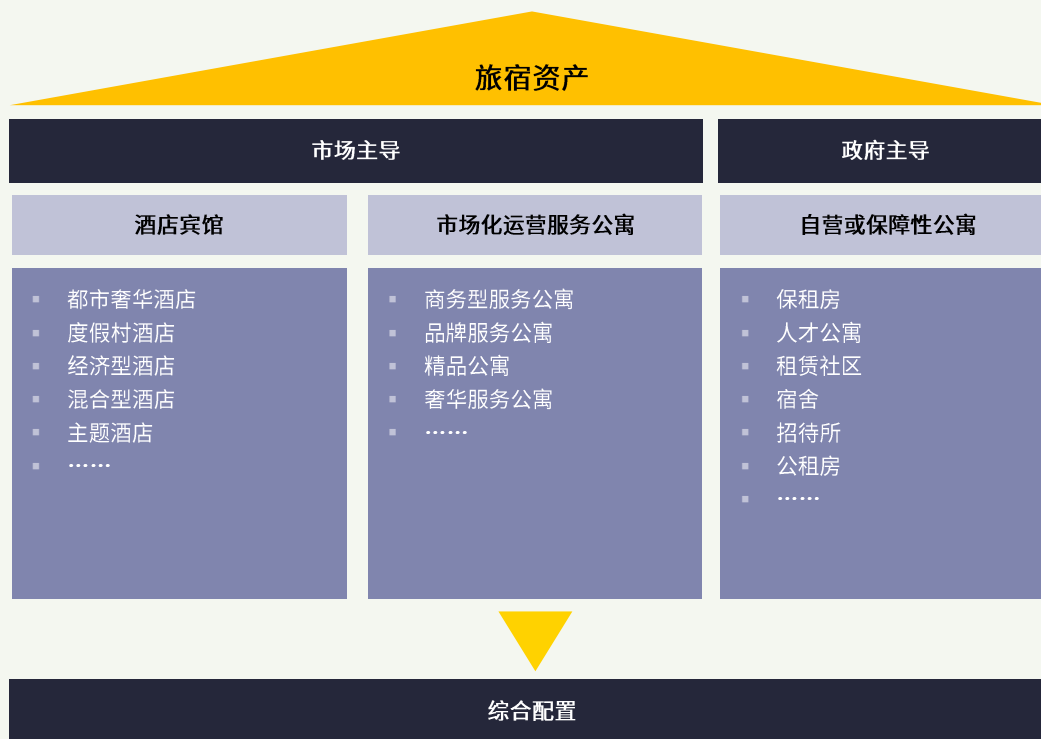 旅宿资产
市场主导
政府主导
酒店宾馆
市场化运营服务公寓
自营或保障性公寓
都市奢华酒店
度假村酒店
经济型酒店
混合型酒店
主题酒店
……
商务型服务公寓
品牌服务公寓
精品公寓
奢华服务公寓
……
保租房
人才公寓
租赁社区
宿舍
招待所
公租房
……
综合配置